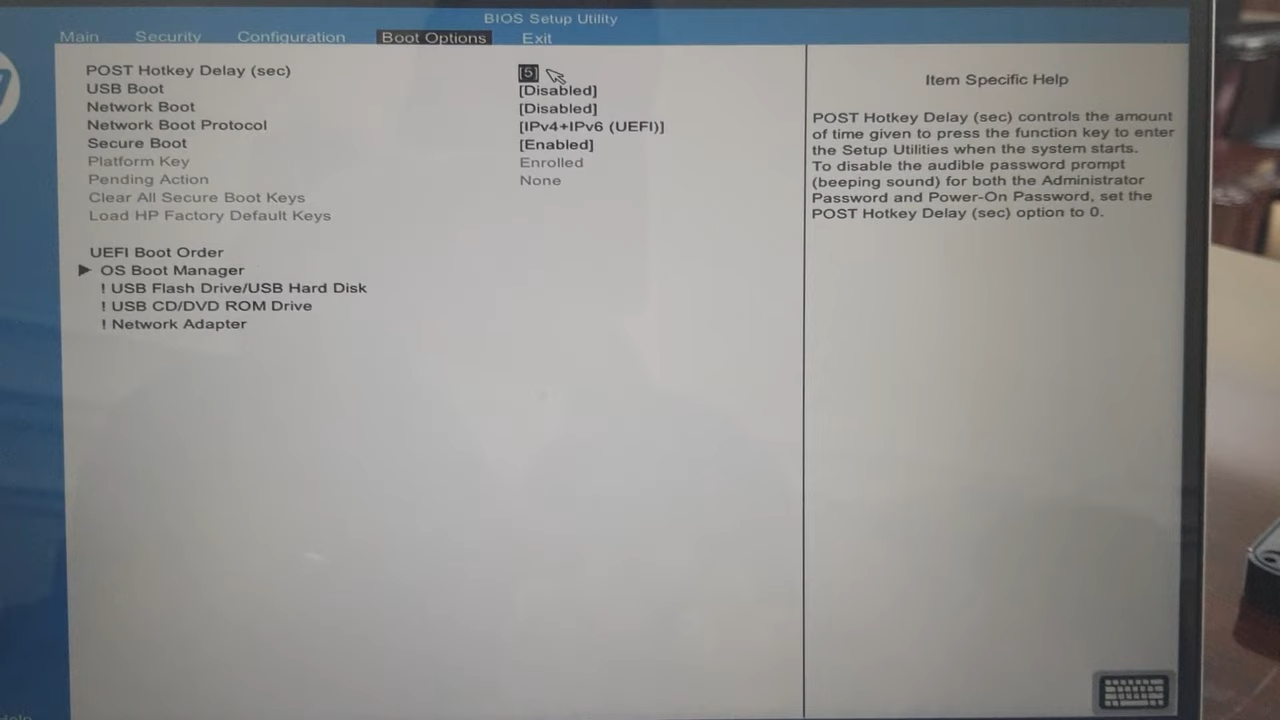 BIOS Setup Utility
Main Security Configuration Boot Options Exit
POST Hotkey Delay (sec) [5]
USB Boot [Disabled]
Network Boot [Disabled]
Network Boot Protocol [IPv4+IPv6 (UEFI)]
Secure Boot [Enabled]
Platform Key Enrolled
Pending Action None
Clear All Secure Boot Keys
Load HP Factory Default Keys
UEFI Boot Order
OS Boot Manager
! USB Flash Drive/USB Hard Disk
! USB CD/DVD ROM Drive
! Network Adapter
Item Specific Help
POST Hotkey Delay (sec) controls the amount
of time given to press the function key to enter
the Setup Utilities when the system starts.
To disable the audible password prompt
(beeping sound) for both the Administrator
Password and Power-On Password, set the
POST Hotkey Delay (sec) option to 0.